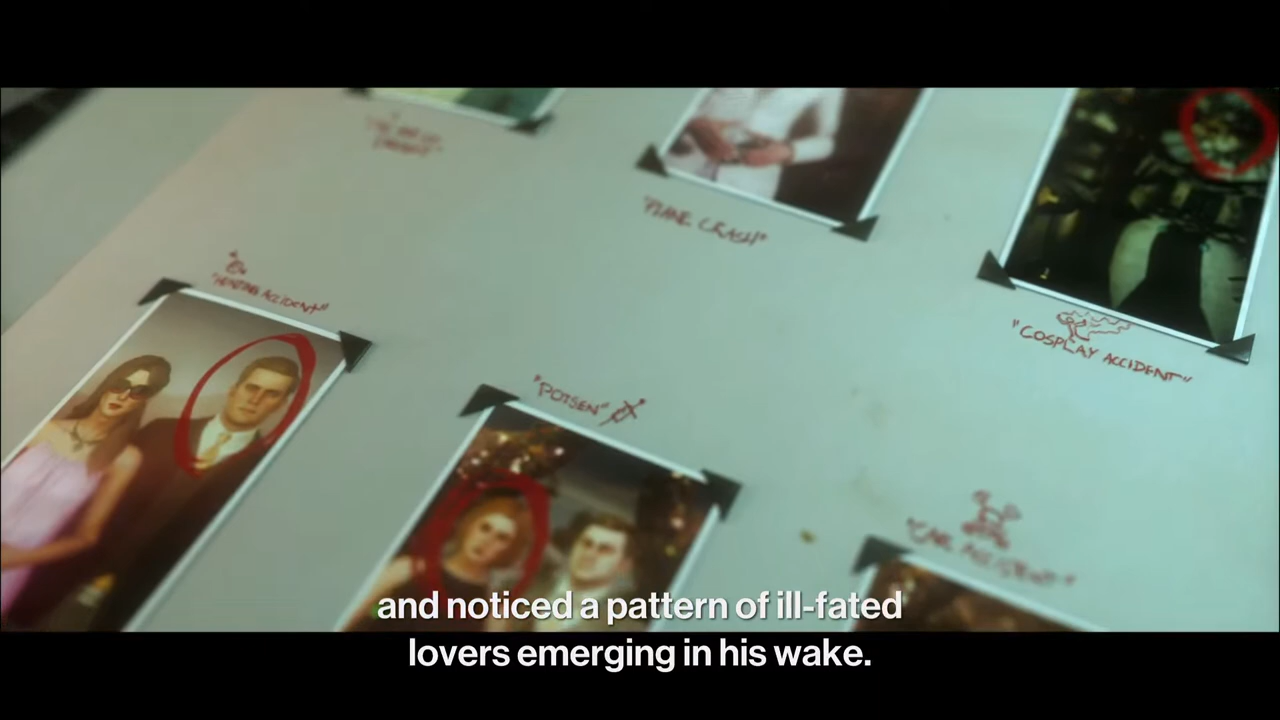 "PLANE CRASH"
"HUNTING ACCIDENT"
"COSPLAY ACCIDENT"
"POISEN"
"CAR ACCIDENT"
and noticed a pattern of ill-fated
lovers emerging in his wake.